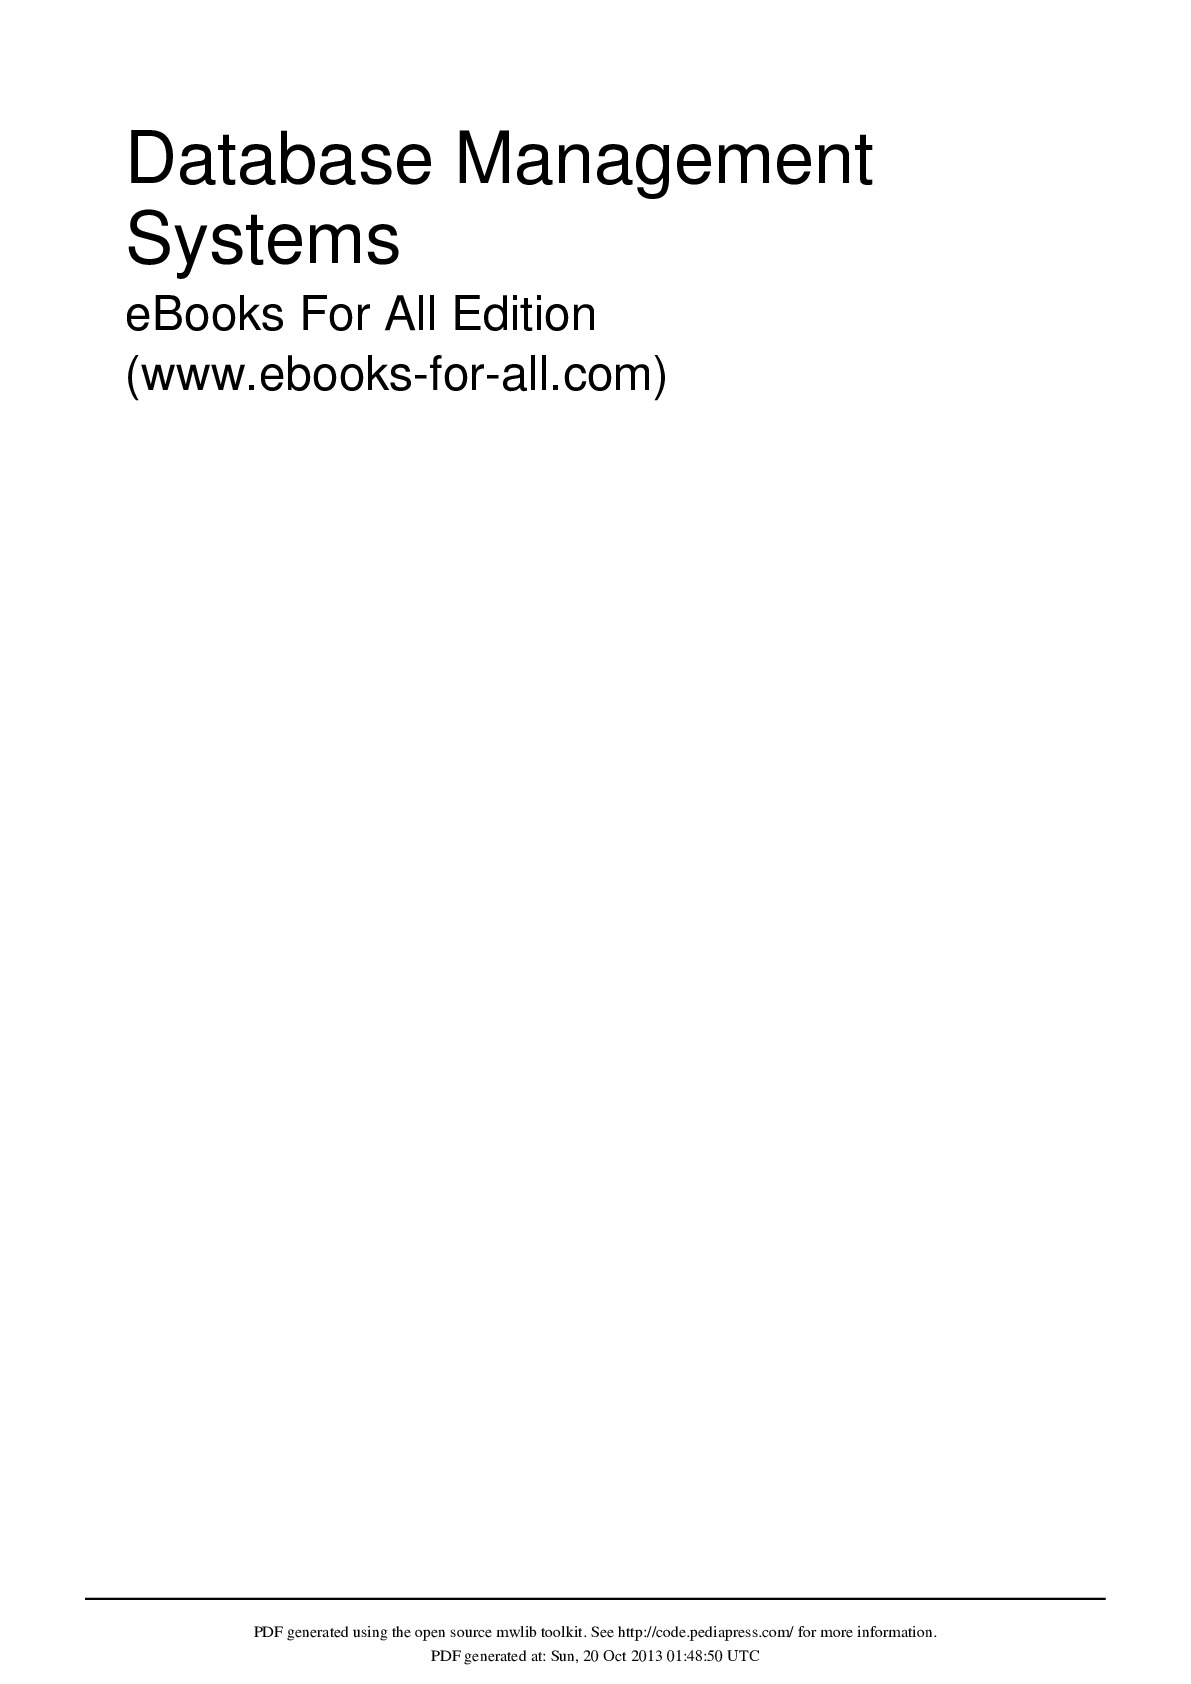 Database Management
Systems
eBooks For All Edition
(www.ebooks-for-all.com)
PDF generated using the open source mwlib toolkit. See http://code.pediapress.com/ for more information.
PDF generated at: Sun, 20 Oct 2013 01:48:50 UTC